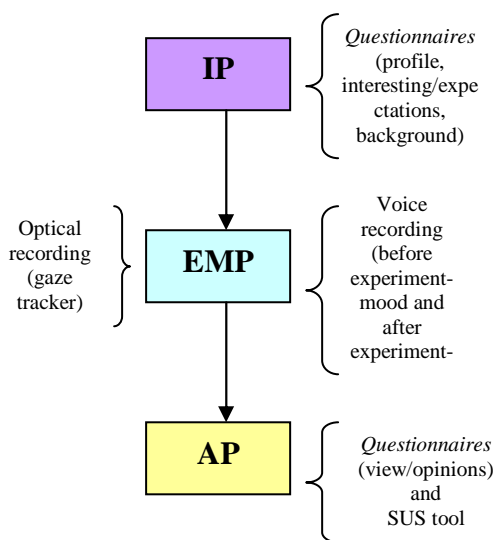 IP
Questionnaires
(profile,
interesting/expe
ctations,
background)
Optical
recording
(gaze
tracker)
EMP
Voice
recording
(before
experiment-
mood and
after
experiment-
AP
Questionnaires
(view/opinions)
and
SUS tool